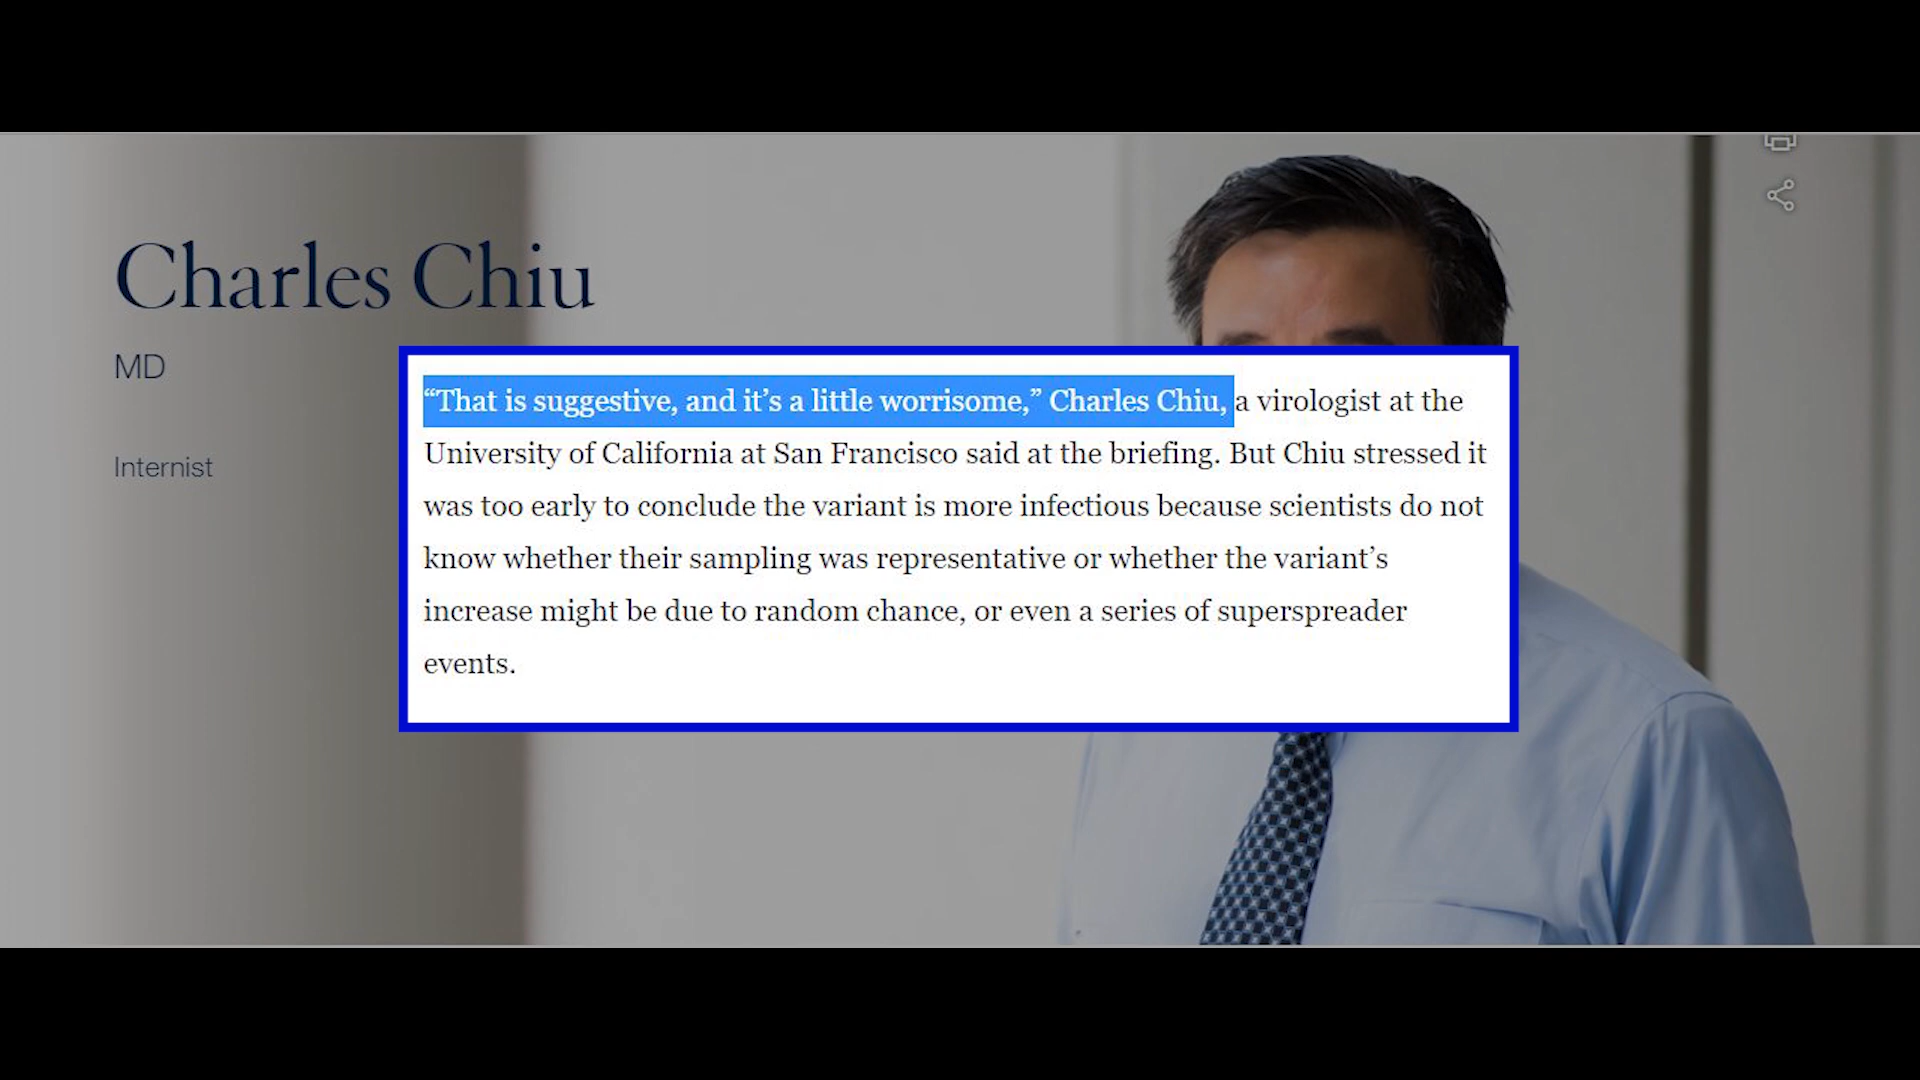 Charles Chiu
MD
Internist
“That is suggestive, and it’s a little worrisome,” Charles Chiu, a virologist at the
University of California at San Francisco said at the briefing. But Chiu stressed it
was too early to conclude the variant is more infectious because scientists do not
know whether their sampling was representative or whether the variant’s
increase might be due to random chance, or even a series of superspreader
events.